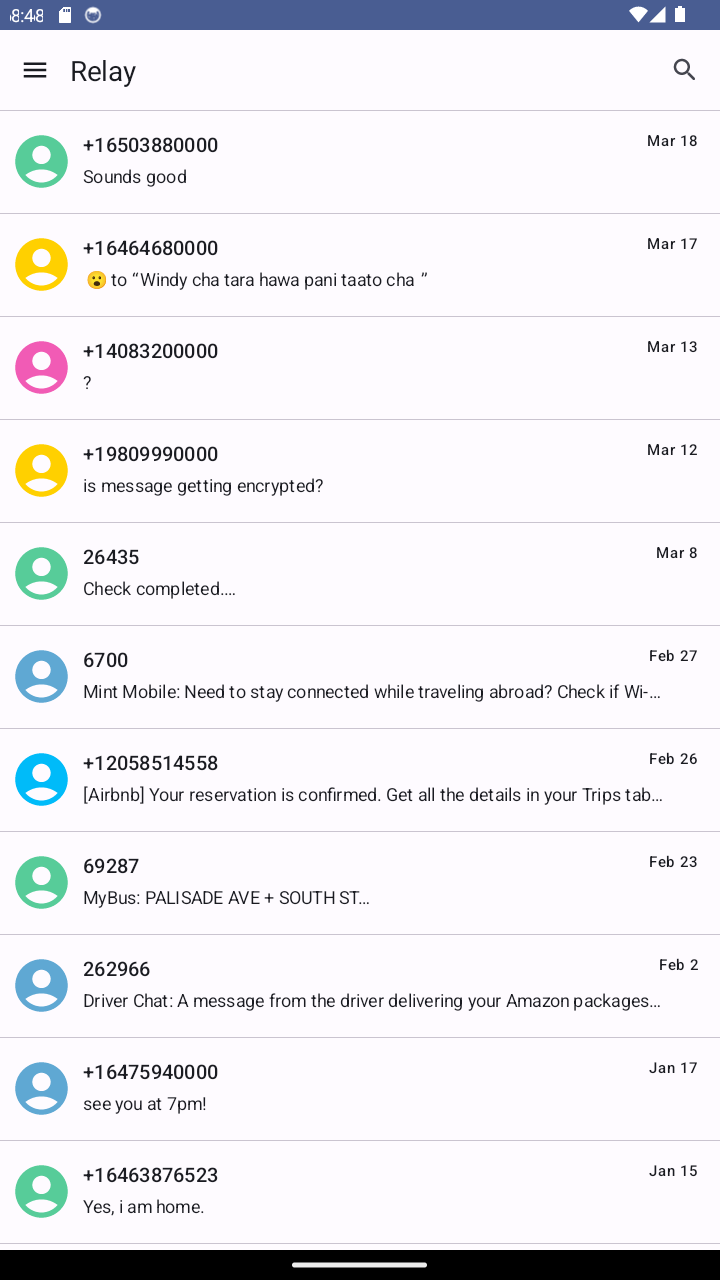 8:48
Relay
+16503880000
Mar 18
Sounds good
+16464680000
Mar 17
😮 to “Windy cha tara hawa pani taato cha ”
+14083200000
Mar 13
?
+19809990000
Mar 12
is message getting encrypted?
26435
Mar 8
Check completed....
6700
Feb 27
Mint Mobile: Need to stay connected while traveling abroad? Check if Wi-...
+12058514558
Feb 26
[Airbnb] Your reservation is confirmed. Get all the details in your Trips tab...
69287
Feb 23
MyBus: PALISADE AVE + SOUTH ST...
262966
Feb 2
Driver Chat: A message from the driver delivering your Amazon packages...
+16475940000
Jan 17
see you at 7pm!
+16463876523
Jan 15
Yes, i am home.